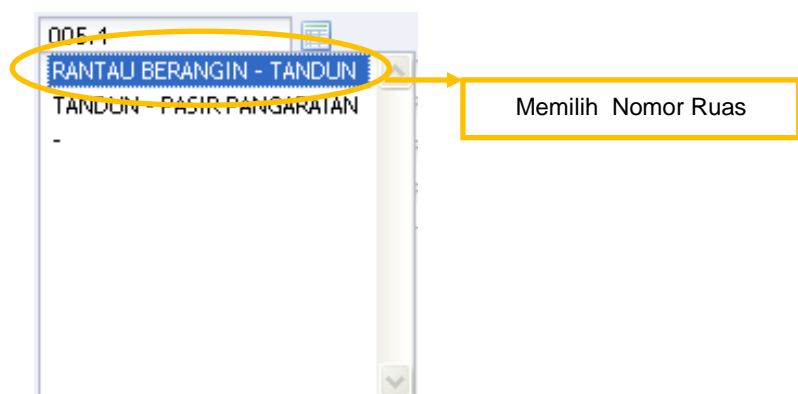 005.1
RANTAU BERANGIN - TANDUN
TANDUN - PASIR PANGARATAN
-
Memilih Nomor Ruas